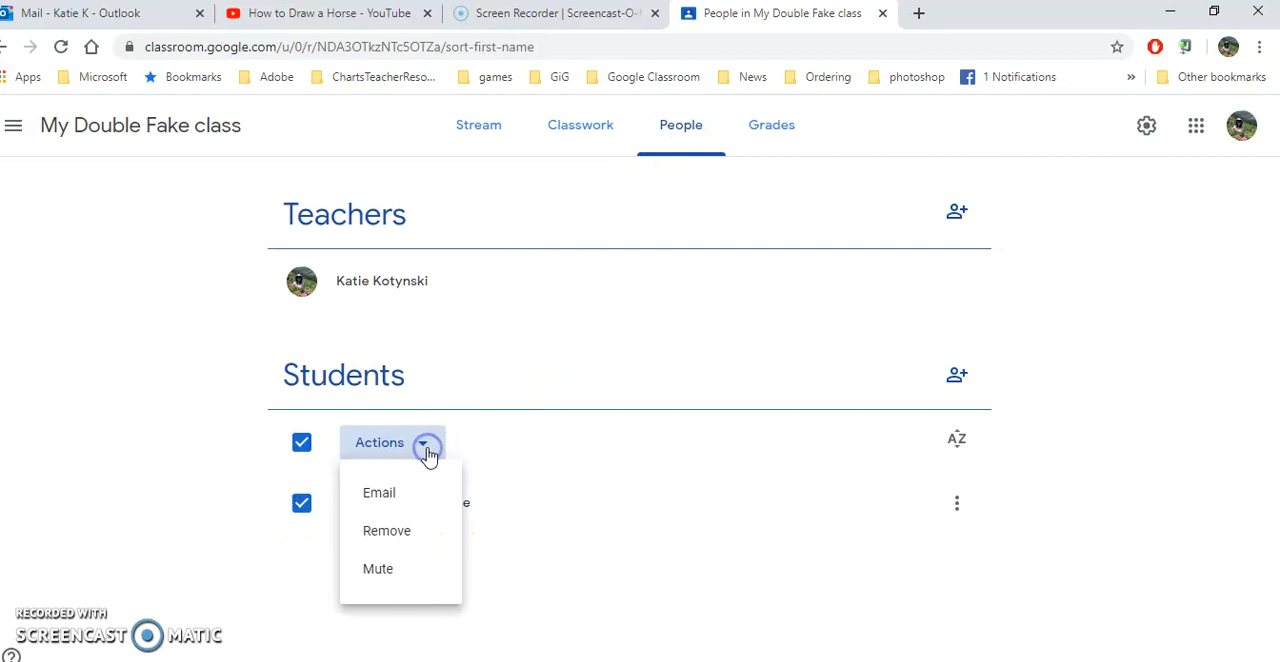 Mail - Katie K - Outlook
How to Draw a Horse - YouTube
Screen Recorder | Screencast-O-
People in My Double Fake class
classroom.google.com/u/0/r/NDA3OTkzNTc5OTZa/sort-first-name
Apps Microsoft Bookmarks Adobe ChartsTeacherReso... games GiG Google Classroom News Ordering photoshop 1 Notifications » Other bookmarks
My Double Fake class Stream Classwork People Grades
Teachers
Katie Kotynski
Students
Actions
AZ
Email
e
Remove
Mute
RECORDED WITH
SCREENCAST MATIC